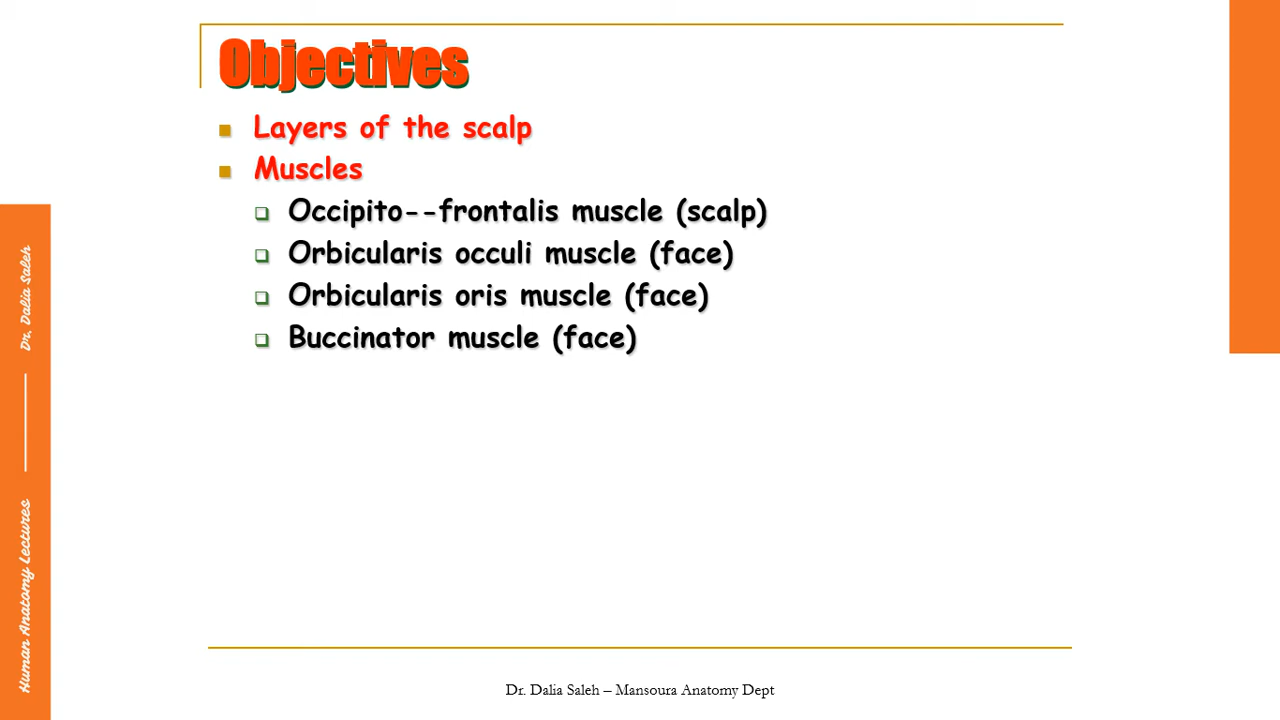 Objectives
Layers of the scalp
Muscles
Occipito--frontalis muscle (scalp)
Orbicularis occuli muscle (face)
Orbicularis oris muscle (face)
Buccinator muscle (face)
Human Anatomy Lectures
Dr. Dalia Saleh
Dr. Dalia Saleh – Mansoura Anatomy Dept